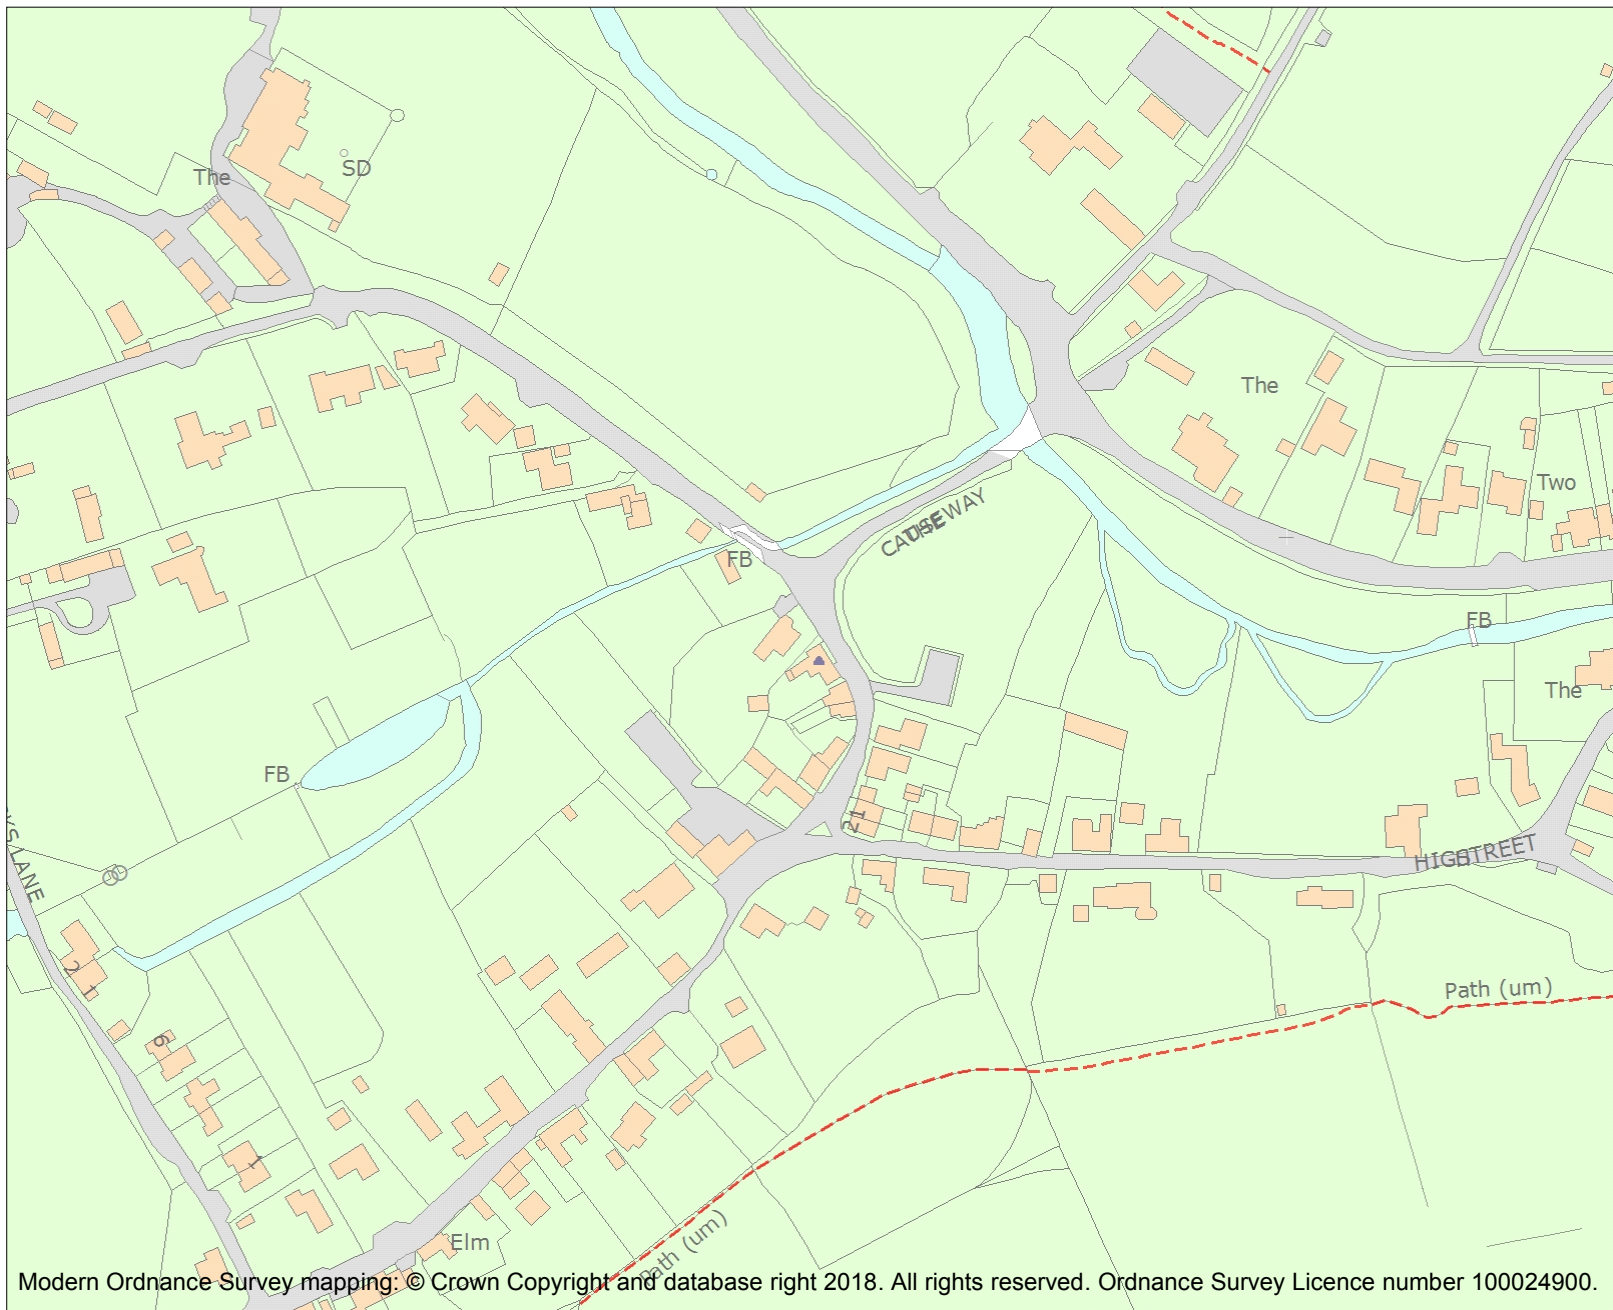 The
SD
The
Two
THE
CAUSEWAY
FB
FB
The
FB
21
HIGH
STREET
LANE
2
1
6
Path (um)
1
Elm
Path (um)
Modern Ordnance Survey mapping: © Crown Copyright and database right 2018. All rights reserved. Ordnance Survey Licence number 100024900.